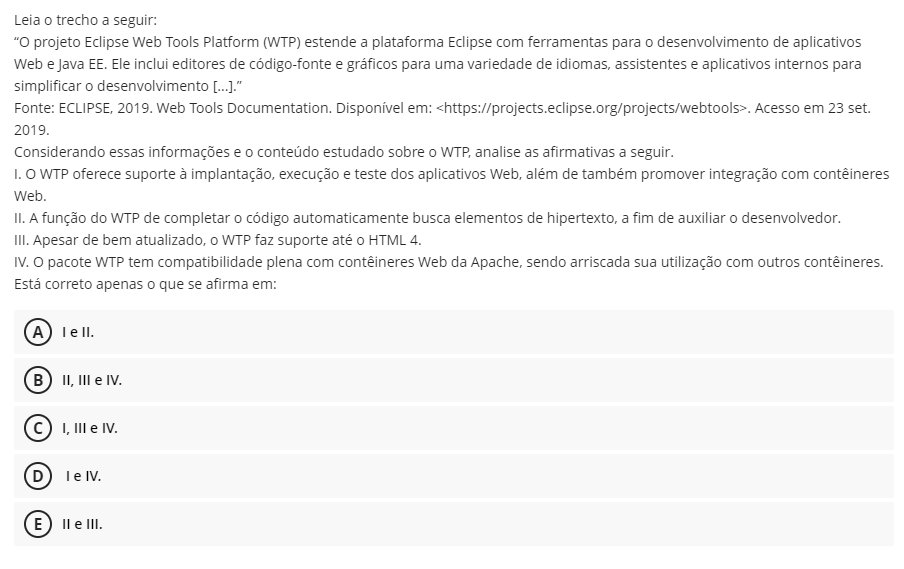 Leia o trecho a seguir:
“O projeto Eclipse Web Tools Platform (WTP) estende a plataforma Eclipse com ferramentas para o desenvolvimento de aplicativos
Web e Java EE. Ele inclui editores de código-fonte e gráficos para uma variedade de idiomas, assistentes e aplicativos internos para
simplificar o desenvolvimento [...].”
Fonte: ECLIPSE, 2019. Web Tools Documentation. Disponível em: <https://projects.eclipse.org/projects/webtools>. Acesso em 23 set.
2019.
Considerando essas informações e o conteúdo estudado sobre o WTP, analise as afirmativas a seguir.
I. O WTP oferece suporte à implantação, execução e teste dos aplicativos Web, além de também promover integração com contêineres
Web.
II. A função do WTP de completar o código automaticamente busca elementos de hipertexto, a fim de auxiliar o desenvolvedor.
III. Apesar de bem atualizado, o WTP faz suporte até o HTML 4.
IV. O pacote WTP tem compatibilidade plena com contêineres Web da Apache, sendo arriscada sua utilização com outros contêineres.
Está correto apenas o que se afirma em:
A I e II.
B II, III e IV.
C I, III e IV.
D I e IV.
E II e III.